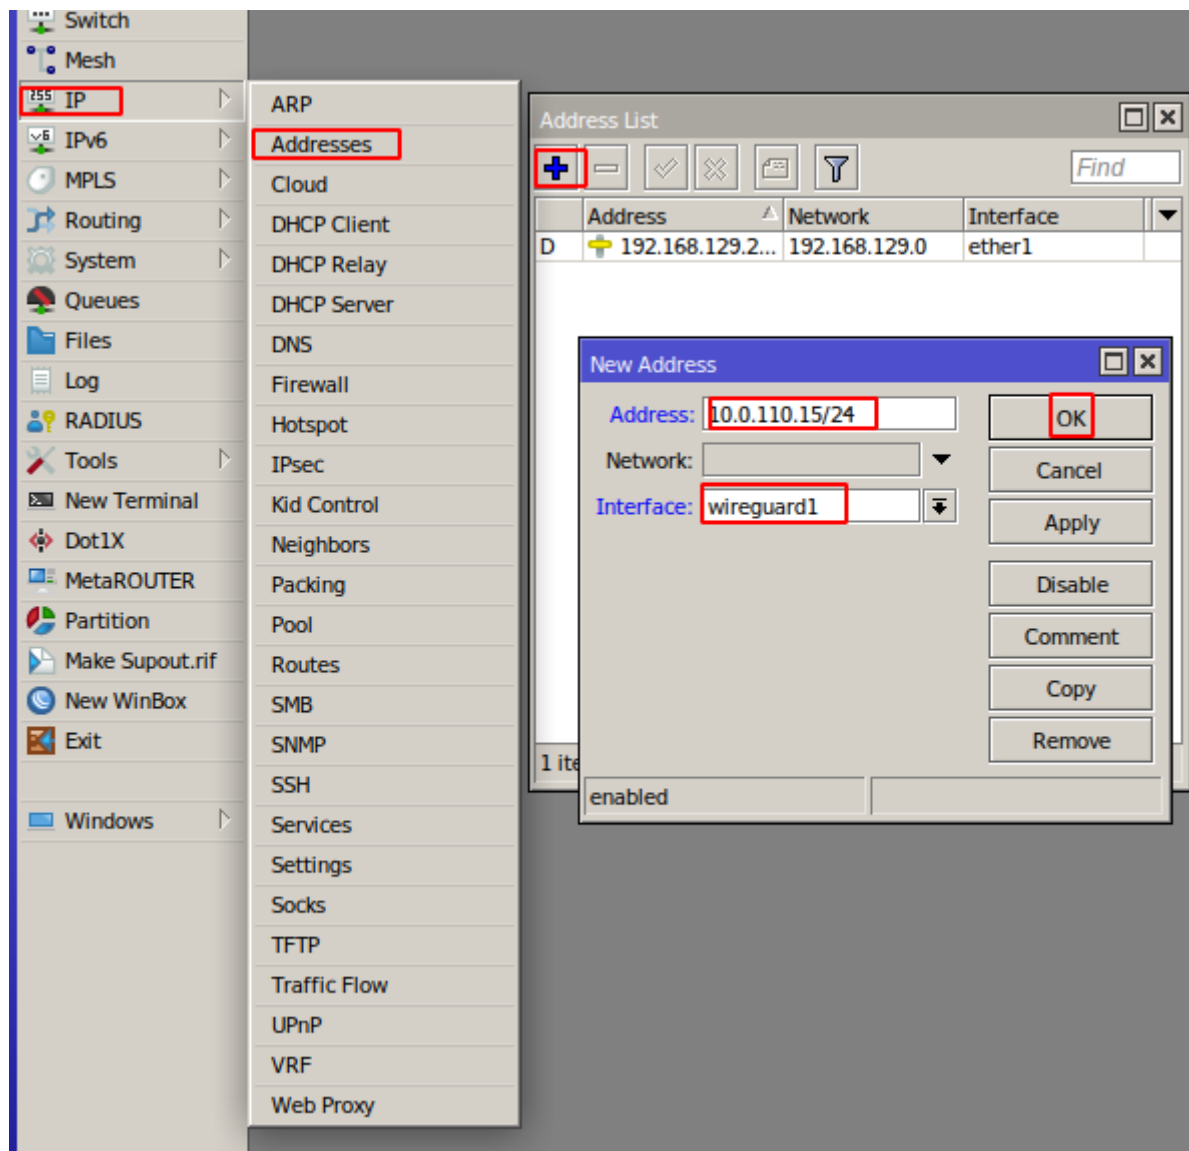 Switch
Mesh
IP
IPv6
MPLS
Routing
System
Queues
Files
Log
RADIUS
Tools
New Terminal
Dot1X
MetaROUTER
Partition
Make Supout.rif
New WinBox
Exit
Windows
ARP
Addresses
Cloud
DHCP Client
DHCP Relay
DHCP Server
DNS
Firewall
Hotspot
IPsec
Kid Control
Neighbors
Packing
Pool
Routes
SMB
SNMP
SSH
Services
Settings
Socks
TFTP
Traffic Flow
UPnP
VRF
Web Proxy
Address List
Find
Address Network Interface
D 192.168.129.2... 192.168.129.0 ether1
New Address
Address: 10.0.110.15/24
Network:
Interface: wireguard1
OK
Cancel
Apply
Disable
Comment
Copy
Remove
1 ite
enabled